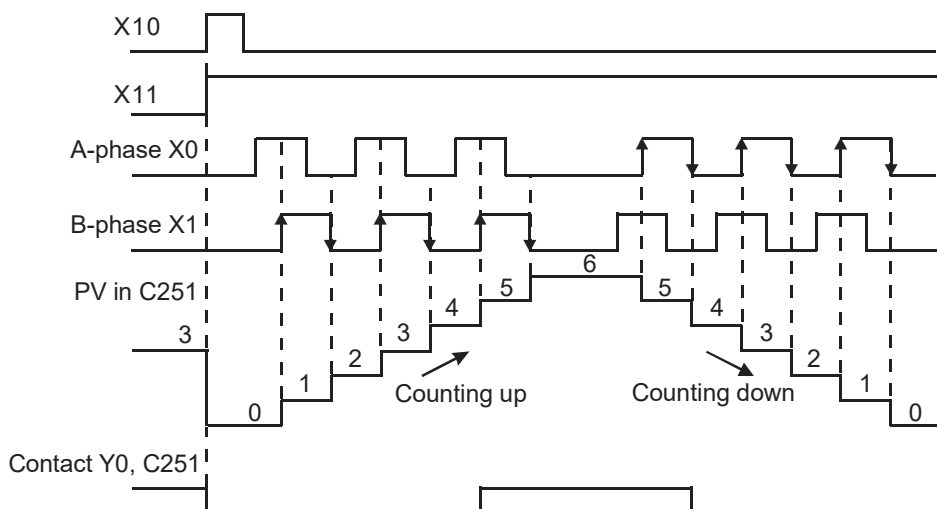 X10
X11
A-phase X0
B-phase X1
6
PV in C251
5
5
4
4
3
3
3
2
2
Counting up
Counting down
1
1
0
0
Contact Y0, C251